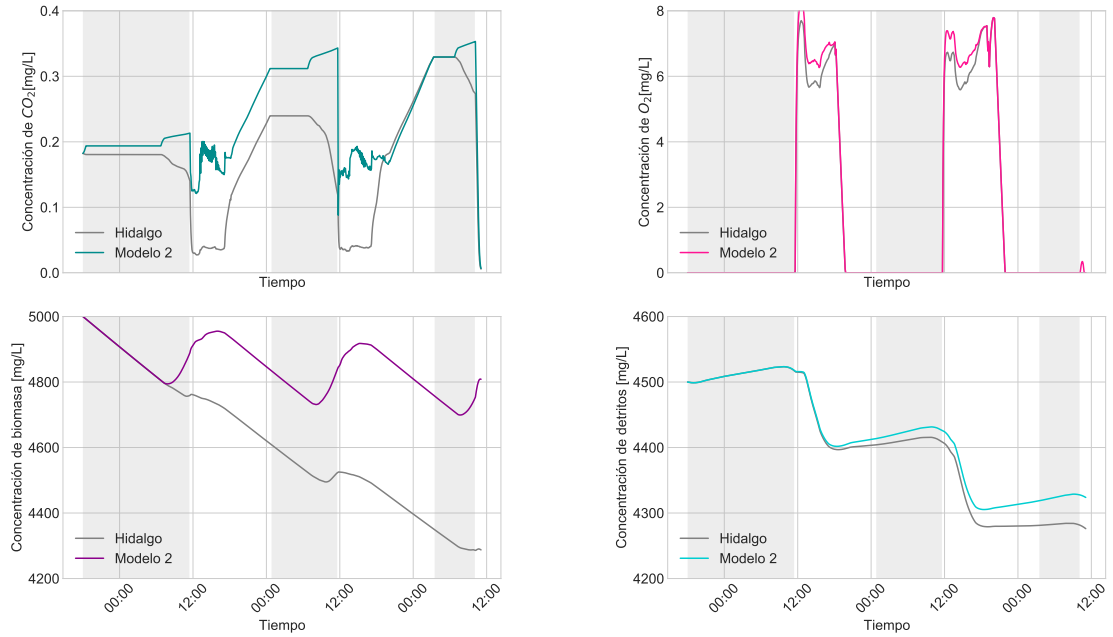 Concentración de CO₂[mg/L]
0.4
0.3
0.2
0.1
0.0
Hidalgo
Modelo 2
Tiempo
Concentración de O₂[mg/L]
8
6
4
2
0
Hidalgo
Modelo 2
Tiempo
Concentración de biomasa [mg/L]
5000
4800
4600
4400
4200
Hidalgo
Modelo 2
00:00
12:00
00:00
12:00
00:00
12:00
Tiempo
Concentración de detritos [mg/L]
4600
4500
4400
4300
4200
Hidalgo
Modelo 2
00:00
12:00
00:00
12:00
00:00
12:00
Tiempo